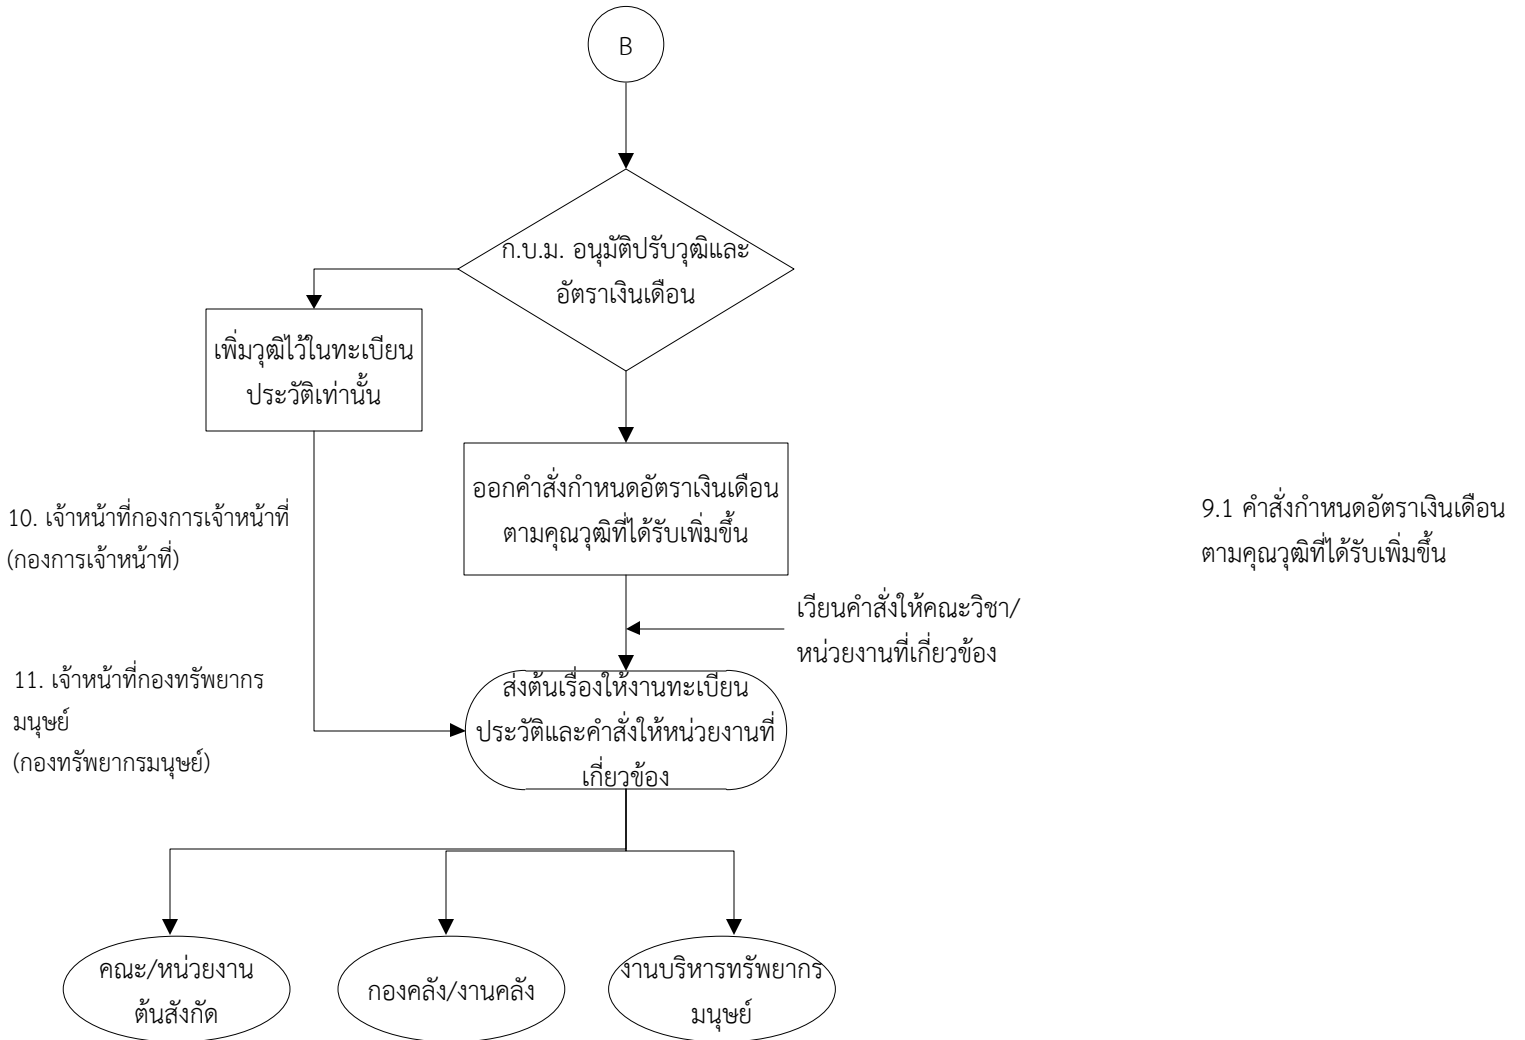 B
ก.บ.ม. อนุมัติปรับวุฒิและ
อัตราเงินเดือน
เพิ่มวุฒิไว้ในทะเบียน
ประวัติเท่านั้น
ออกคำสั่งกำหนดอัตราเงินเดือน
ตามคุณวุฒิที่ได้รับเพิ่มขึ้น
10. เจ้าหน้าที่กองการเจ้าหน้าที่
(กองการเจ้าหน้าที่)
9.1 คำสั่งกำหนดอัตราเงินเดือน
ตามคุณวุฒิที่ได้รับเพิ่มขึ้น
เวียนคำสั่งให้คณะวิชา/
หน่วยงานที่เกี่ยวข้อง
11. เจ้าหน้าที่กองทรัพยากร
มนุษย์
(กองทรัพยากรมนุษย์)
ส่งต้นเรื่องให้งานทะเบียน
ประวัติและคำสั่งให้หน่วยงานที่
เกี่ยวข้อง
คณะ/หน่วยงาน
ต้นสังกัด
กองคลัง/งานคลัง
งานบริหารทรัพยากร
มนุษย์